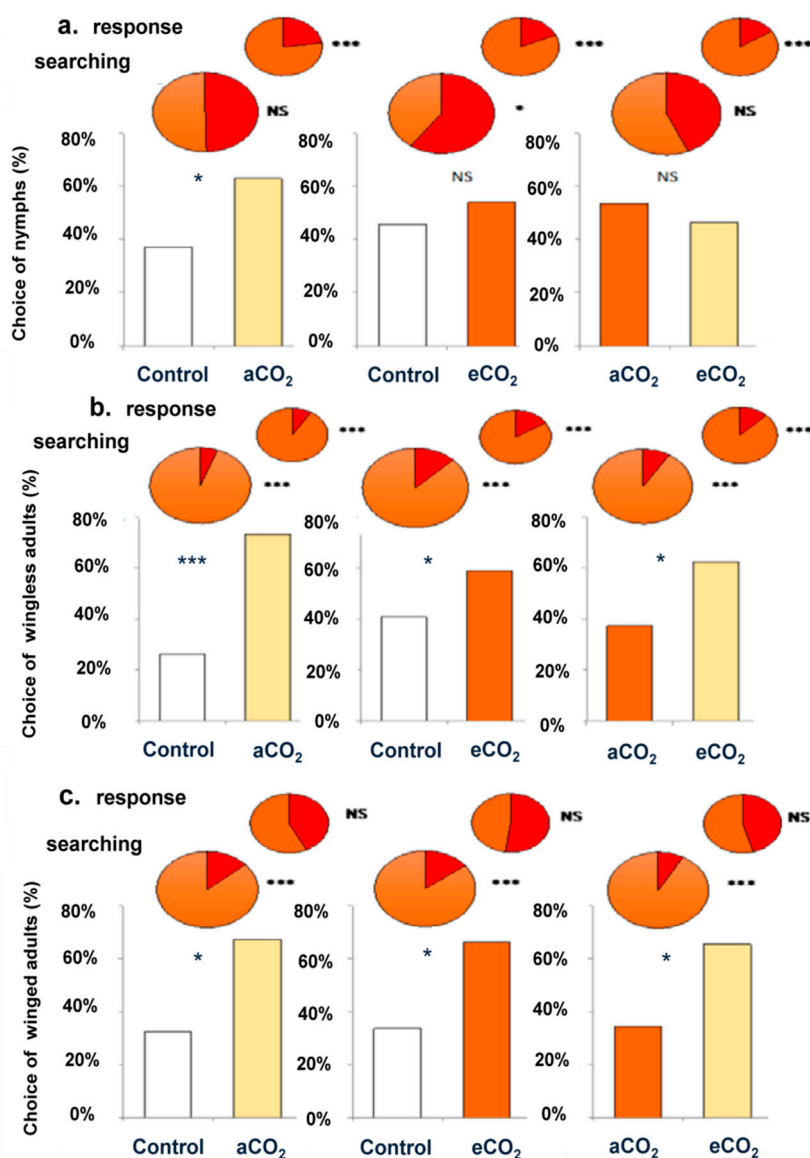 a. response
***
***
***
searching
NS
*
NS
Choice of nymphs (%)
80%
60%
40%
20%
0%
*
Control
aCO₂
80%
60%
40%
20%
0%
NS
Control
eCO₂
80%
60%
40%
20%
0%
NS
aCO₂
eCO₂
b. response
***
***
***
searching
***
***
***
Choice of wingless adults (%)
80%
60%
40%
20%
0%
***
Control
aCO₂
80%
60%
40%
20%
0%
*
Control
eCO₂
80%
60%
40%
20%
0%
*
aCO₂
eCO₂
c. response
NS
NS
NS
searching
***
***
***
Choice of winged adults (%)
80%
60%
40%
20%
0%
*
Control
aCO₂
80%
60%
40%
20%
0%
*
Control
eCO₂
80%
60%
40%
20%
0%
*
aCO₂
eCO₂